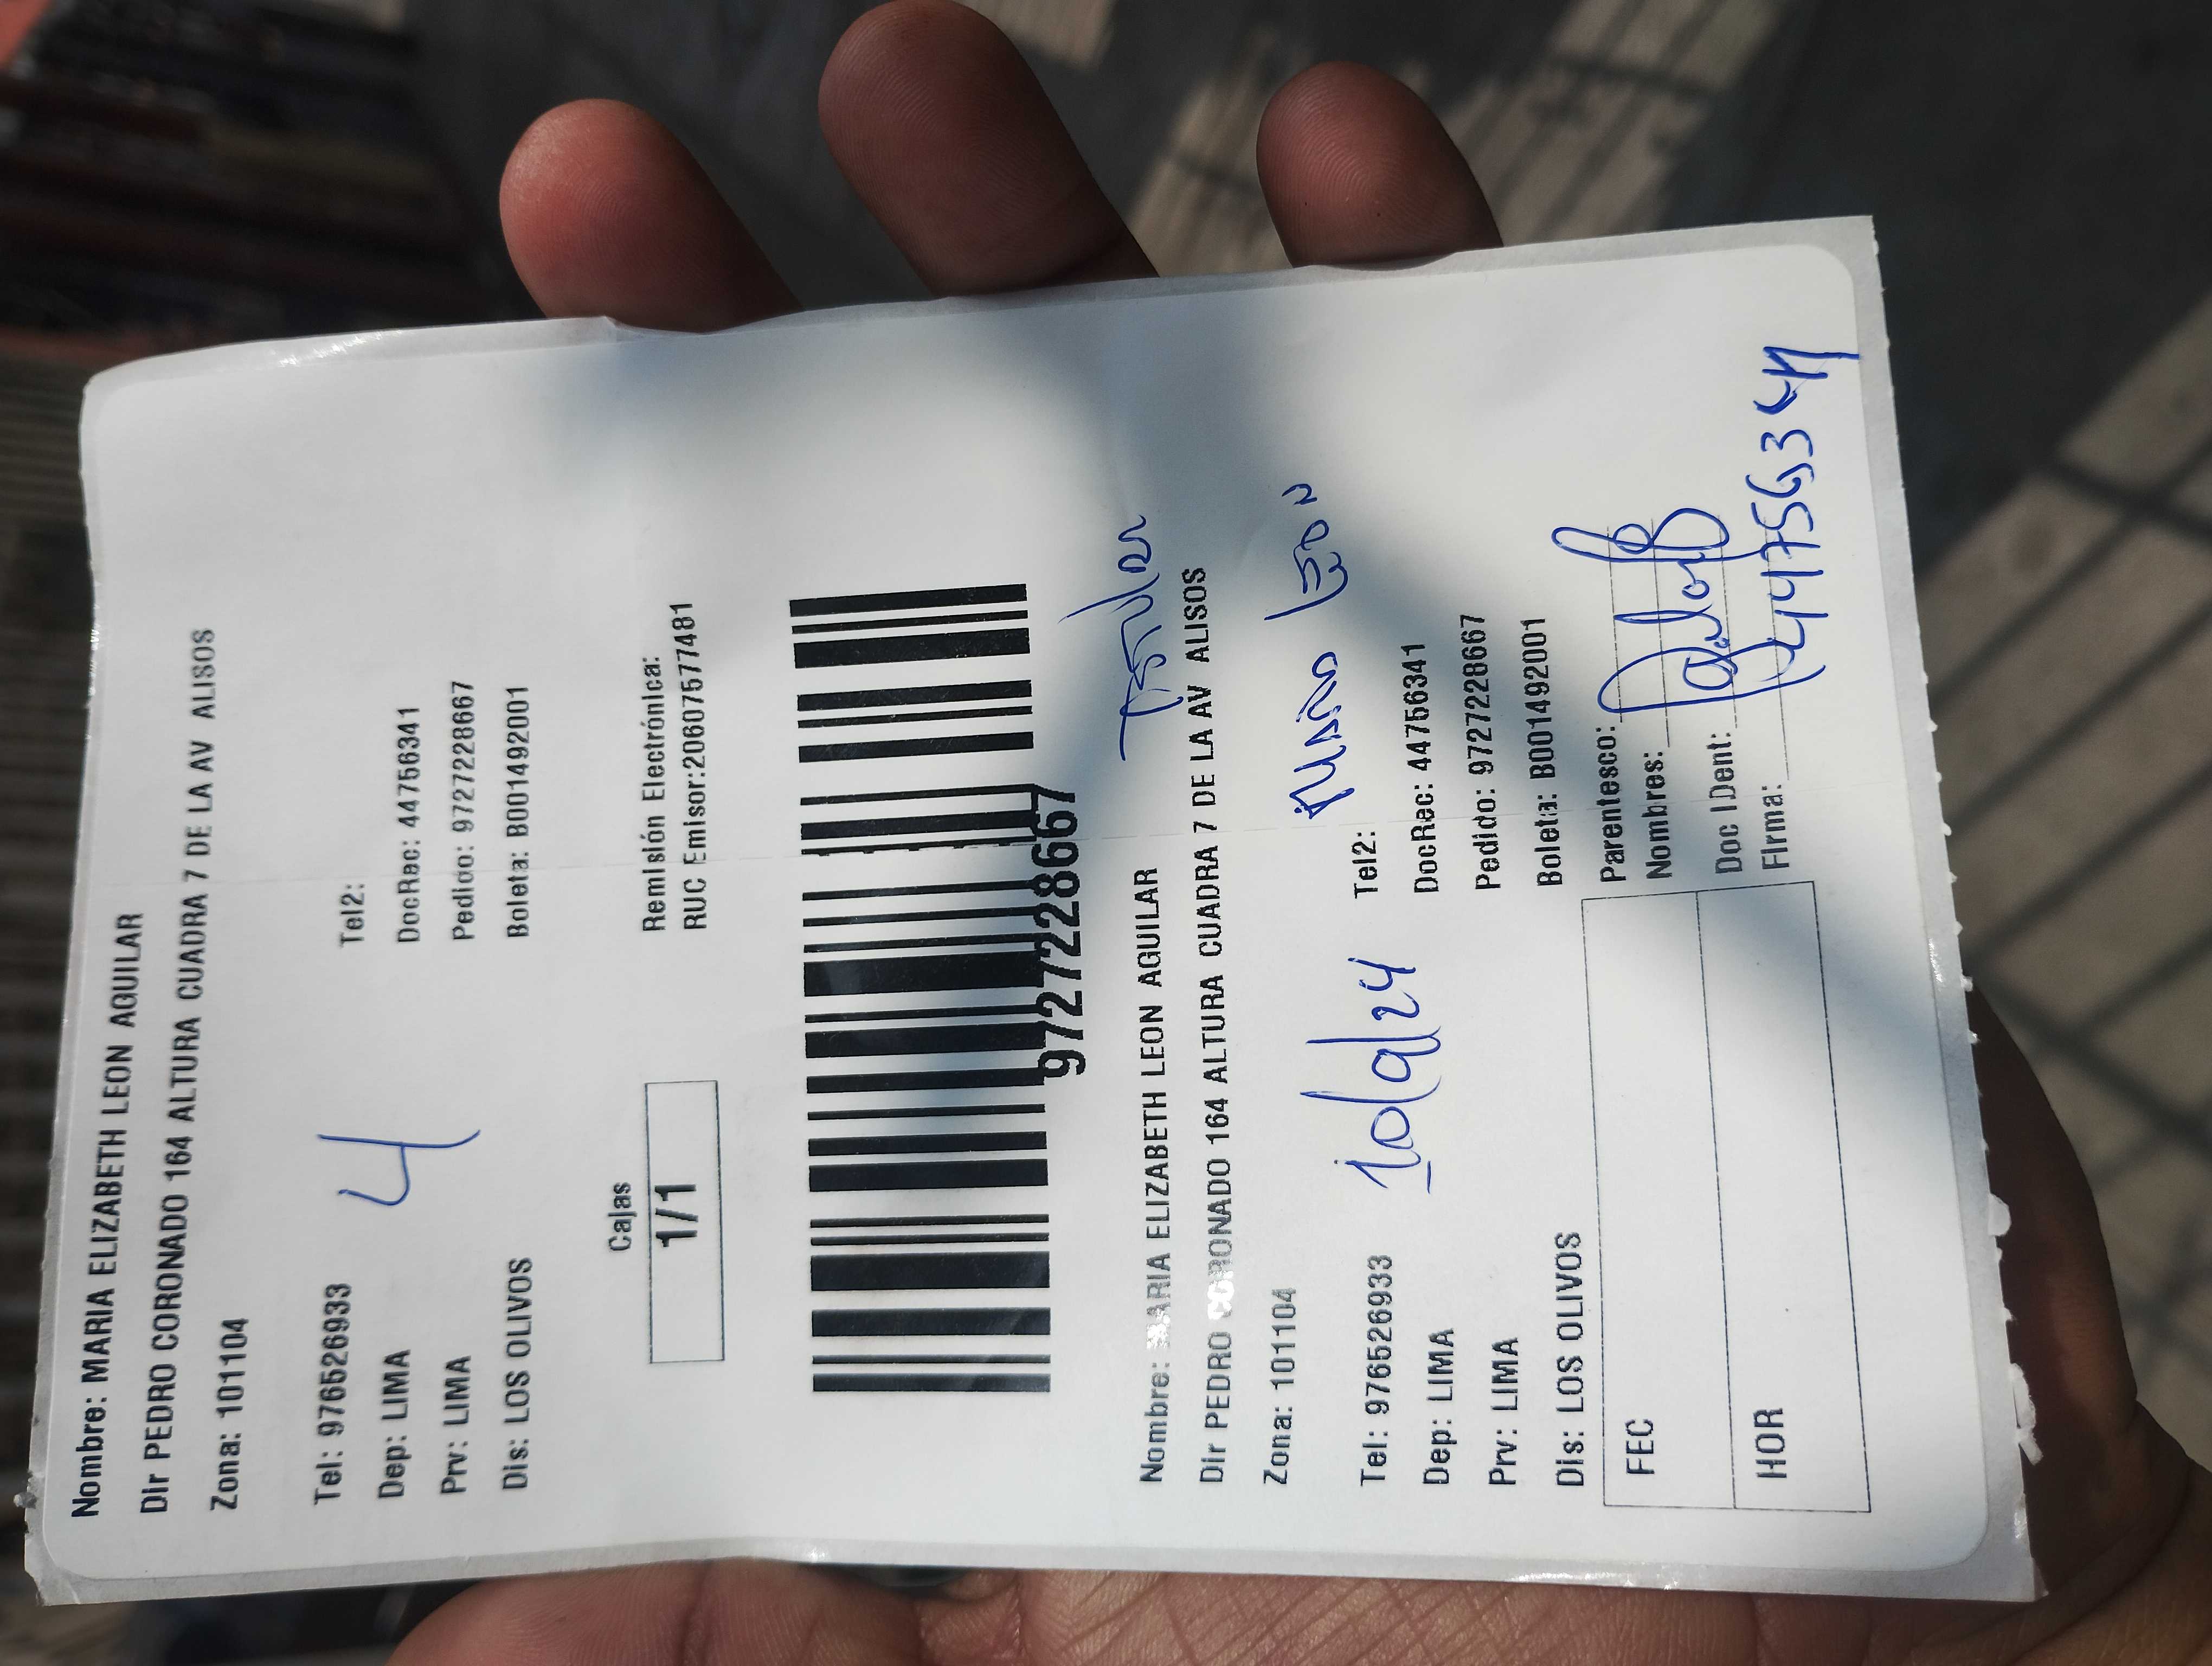 Nombre: MARIA ELIZABETH LEON AGUILAR
Dir PEDRO CORONADO 164 ALTURA CUADRA 7 DE LA AV ALISOS
Zona: 101104
Tel: 976526933 Tel2:
4
Dep: LIMA DocRec: 44756341
Prv: LIMA Pedido: 9727228667
Dis: LOS OLIVOS Boleta: B001492001
Cajas Remisión Electrónica:
1/1 RUC Emisor:20607577481
9727228667
Titular
Nombre: MARIA ELIZABETH LEON AGUILAR
Dir PEDRO CORONADO 164 ALTURA CUADRA 7 DE LA AV ALISOS
Zona: 101104
León
10/9/24
Tel: 976526933 Tel2:
Dep: LIMA DocRec: 44756341
Prv: LIMA Pedido: 9727228667
Dis: LOS OLIVOS Boleta: B001492001
FEC Parentesco:
Nombres:
HOR Doc IDent:
Firma:
44756341